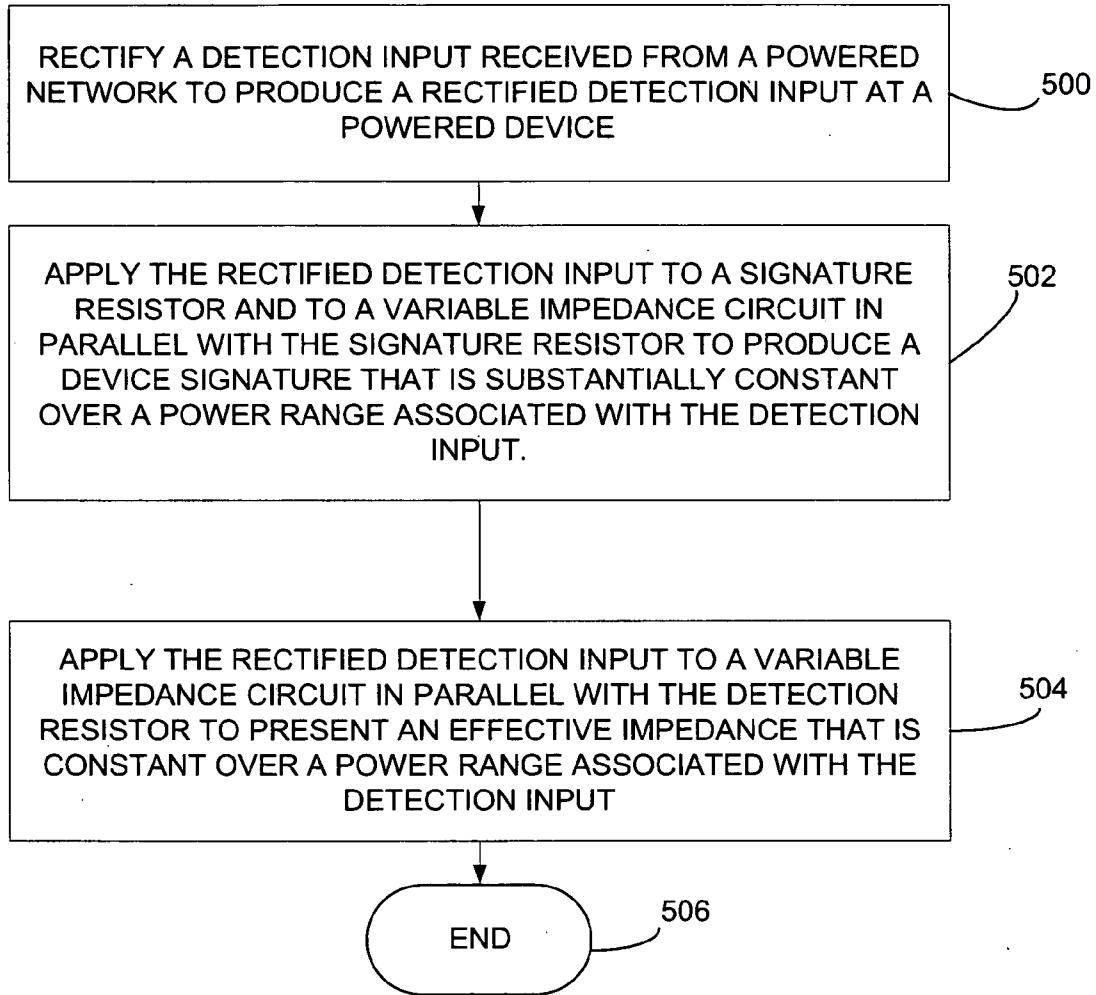 RECTIFY A DETECTION INPUT RECEIVED FROM A POWERED
NETWORK TO PRODUCE A RECTIFIED DETECTION INPUT AT A
POWERED DEVICE
500
APPLY THE RECTIFIED DETECTION INPUT TO A SIGNATURE
RESISTOR AND TO A VARIABLE IMPEDANCE CIRCUIT IN
PARALLEL WITH THE SIGNATURE RESISTOR TO PRODUCE A
DEVICE SIGNATURE THAT IS SUBSTANTIALLY CONSTANT
OVER A POWER RANGE ASSOCIATED WITH THE DETECTION
INPUT.
502
APPLY THE RECTIFIED DETECTION INPUT TO A VARIABLE
IMPEDANCE CIRCUIT IN PARALLEL WITH THE DETECTION
RESISTOR TO PRESENT AN EFFECTIVE IMPEDANCE THAT IS
CONSTANT OVER A POWER RANGE ASSOCIATED WITH THE
DETECTION INPUT
504
END
506